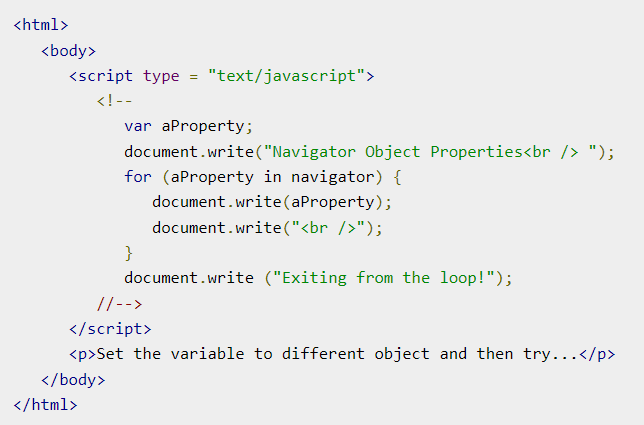 <html>
   <body>
      <script type = "text/javascript">
         <!--
            var aProperty;
            document.write("Navigator Object Properties<br /> ");
            for (aProperty in navigator) {
               document.write(aProperty);
               document.write("<br />");
            }
            document.write ("Exiting from the loop!");
         //-->
      </script>
      <p>Set the variable to different object and then try...</p>
   </body>
</html>